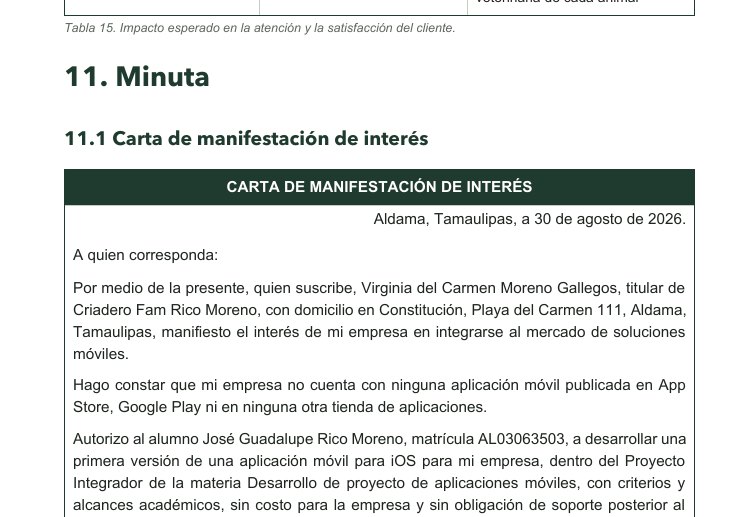 veterinaria de cada animal
Tabla 15. Impacto esperado en la atención y la satisfacción del cliente.
11. Minuta
11.1 Carta de manifestación de interés
CARTA DE MANIFESTACIÓN DE INTERÉS
Aldama, Tamaulipas, a 30 de agosto de 2026.
A quien corresponda:
Por medio de la presente, quien suscribe, Virginia del Carmen Moreno Gallegos, titular de
Criadero Fam Rico Moreno, con domicilio en Constitución, Playa del Carmen 111, Aldama,
Tamaulipas, manifiesto el interés de mi empresa en integrarse al mercado de soluciones
móviles.
Hago constar que mi empresa no cuenta con ninguna aplicación móvil publicada en App
Store, Google Play ni en ninguna otra tienda de aplicaciones.
Autorizo al alumno José Guadalupe Rico Moreno, matrícula AL03063503, a desarrollar una
primera versión de una aplicación móvil para iOS para mi empresa, dentro del Proyecto
Integrador de la materia Desarrollo de proyecto de aplicaciones móviles, con criterios y
alcances académicos, sin costo para la empresa y sin obligación de soporte posterior al